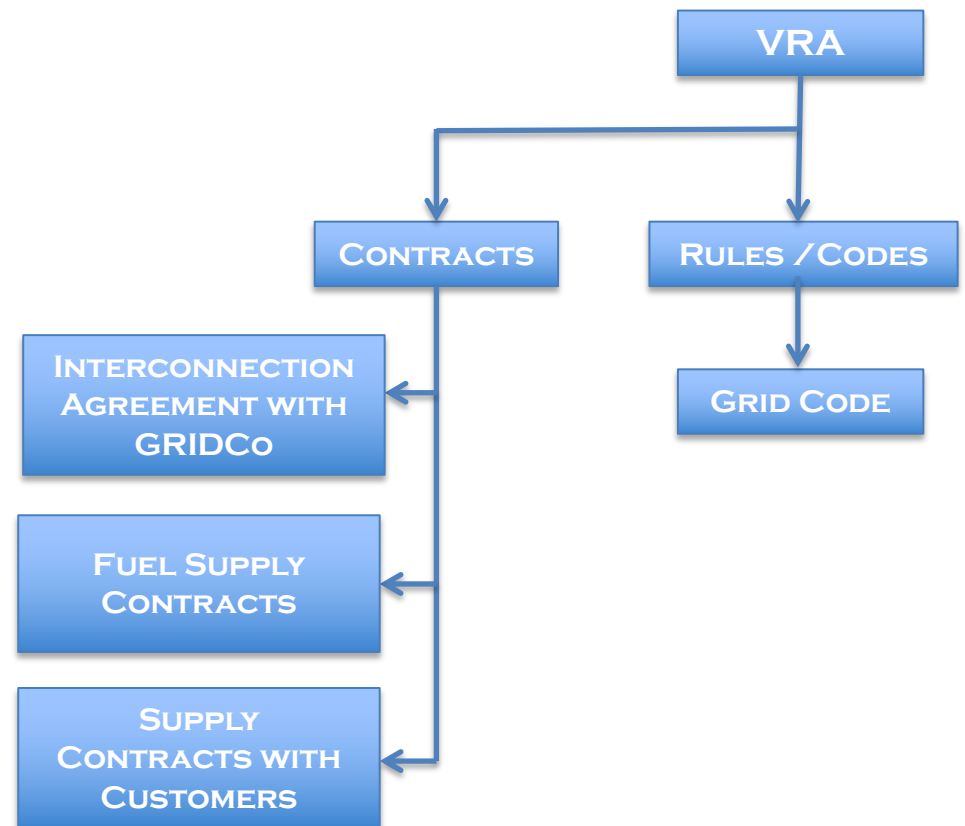 VRA
Contracts
Rules /Codes
Interconnection
Agreement with
GRIDCo
Grid Code
Fuel Supply
Contracts
Supply
Contracts with
Customers